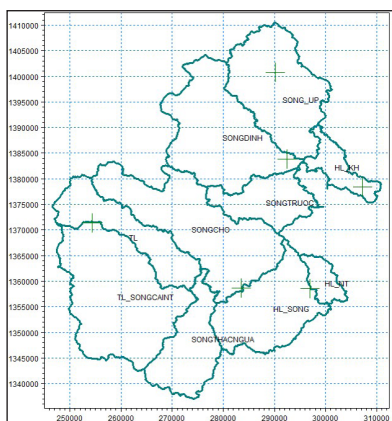 1410000
1405000
1400000
1395000
SONG_UP
1390000
SONGDINH
1385000
HL_KH
1380000
SONGTRUOC
1375000
SONGCHO
TL
1370000
1365000
HL_NT
1360000
TL_SONGCAINT
HL_SONG
1355000
1350000
SONGTHACNGUA
1345000
1340000
250000 260000 270000 280000 290000 300000 310000